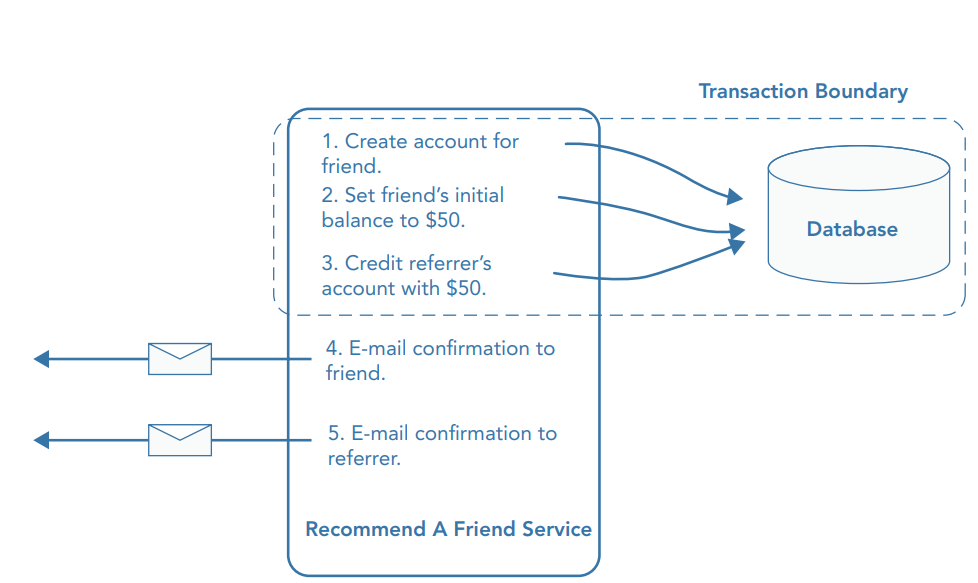 Transaction Boundary
1. Create account for
friend.
2. Set friend’s initial
balance to $50.
3. Credit referrer’s
account with $50.
Database
4. E-mail confirmation to
friend.
5. E-mail confirmation to
referrer.
Recommend A Friend Service